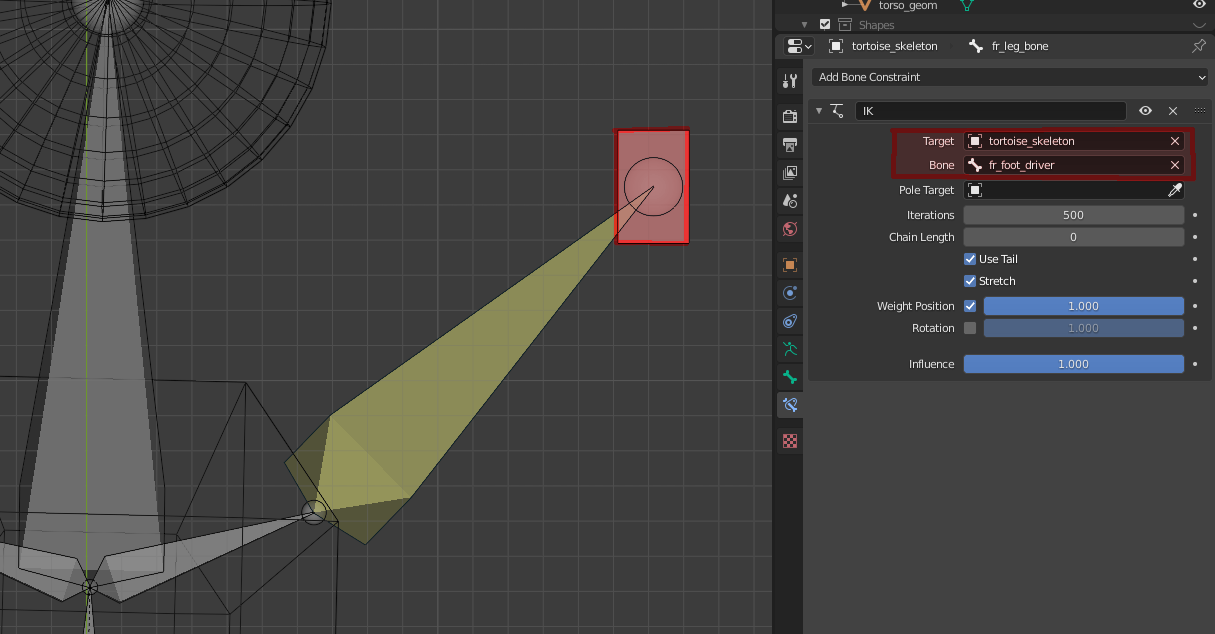 torso_geom
Shapes
tortoise_skeleton fr_leg_bone
Add Bone Constraint
IK
Target tortoise_skeleton
Bone fr_foot_driver
Pole Target
Iterations 500
Chain Length 0
Use Tail
Stretch
Weight Position 1.000
Rotation 1.000
Influence 1.000